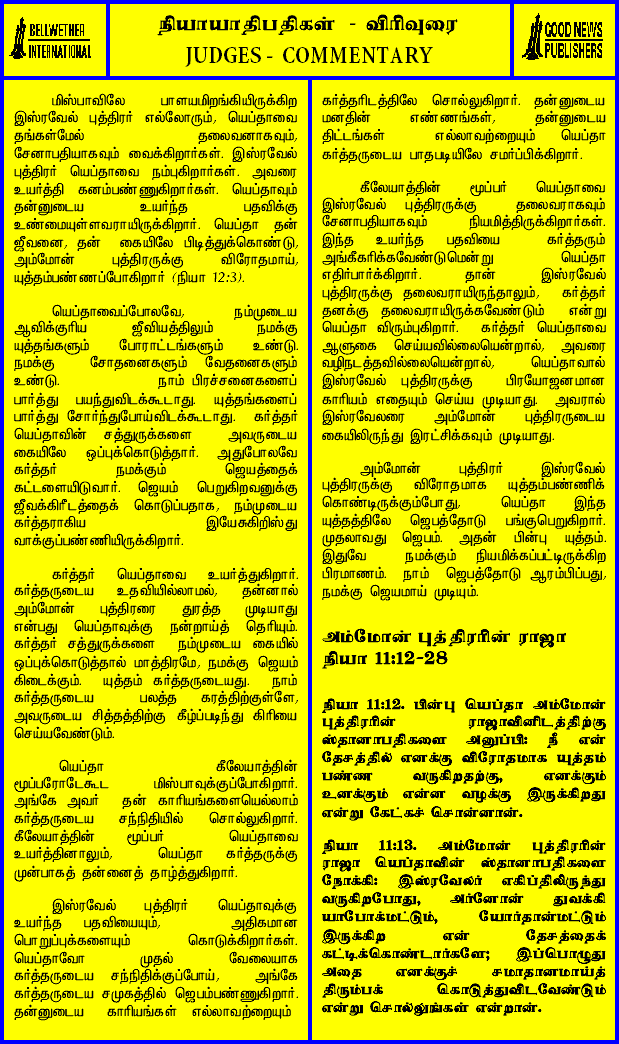 BELLWETHER
INTERNATIONAL
நியாயாதிபதிகள் - விரிவுரை
JUDGES - COMMENTARY
GOOD NEWS
PUBLISHERS
மிஸ்பாவிலே பாளயமிறங்கியிருக்கிற
இஸ்ரவேல் புத்திரர் எல்லோரும், யெப்தாவை
தங்கள்மேல் தலைவனாகவும்,
சேனாபதியாகவும் வைக்கிறார்கள். இஸ்ரவேல்
புத்திரர் யெப்தாவை நம்புகிறார்கள். அவரை
உயர்த்தி கனம்பண்ணுகிறார்கள். யெப்தாவும்
தன்னுடைய உயர்ந்த பதவிக்கு
உண்மையுள்ளவராயிருக்கிறார். யெப்தா தன்
ஜீவனை, தன் கையிலே பிடித்துக்கொண்டு,
அம்மோன் புத்திரருக்கு விரோதமாய்,
யுத்தம்பண்ணப்போகிறார் (நியா 12:3).
யெப்தாவைப்போலவே, நம்முடைய
ஆவிக்குரிய ஜீவியத்திலும் நமக்கு
யுத்தங்களும் போராட்டங்களும் உண்டு.
நமக்கு சோதனைகளும் வேதனைகளும்
உண்டு. நாம் பிரச்சனைகளைப்
பார்த்து பயந்துவிடக்கூடாது. யுத்தங்களைப்
பார்த்து சோர்ந்துபோய்விடக்கூடாது. கர்த்தர்
யெப்தாவின் சத்துருக்களை அவருடைய
கையிலே ஒப்புக்கொடுத்தார். அதுபோலவே
கர்த்தர் நமக்கும் ஜெயத்தைக்
கட்டளையிடுவார். ஜெயம் பெறுகிறவனுக்கு
ஜீவக்கிரீடத்தைக் கொடுப்பதாக, நம்முடைய
கர்த்தராகிய இயேசுகிறிஸ்து
வாக்குப்பண்ணியிருக்கிறார்.
கர்த்தர் யெப்தாவை உயர்த்துகிறார்.
கர்த்தருடைய உதவியில்லாமல், தன்னால்
அம்மோன் புத்திரரை துரத்த முடியாது
என்பது யெப்தாவுக்கு நன்றாய்த் தெரியும்.
கர்த்தர் சத்துருக்களை நம்முடைய கையில்
ஒப்புக்கொடுத்தால் மாத்திரமே, நமக்கு ஜெயம்
கிடைக்கும். யுத்தம் கர்த்தருடையது. நாம்
கர்த்தருடைய பலத்த கரத்திற்குள்ளே,
அவருடைய சித்தத்திற்கு கீழ்ப்படிந்து கிரியை
செய்யவேண்டும்.
யெப்தா கீலேயாத்தின்
மூப்பரோடேகூட மிஸ்பாவுக்குப்போகிறார்.
அங்கே அவர் தன் காரியங்களையெல்லாம்
கர்த்தருடைய சந்நிதியில் சொல்லுகிறார்.
கீலேயாத்தின் மூப்பர் யெப்தாவை
உயர்த்தினாலும், யெப்தா கர்த்தருக்கு
முன்பாகத் தன்னைத் தாழ்த்துகிறார்.
இஸ்ரவேல் புத்திரர் யெப்தாவுக்கு
உயர்ந்த பதவியையும், அதிகமான
பொறுப்புக்களையும் கொடுக்கிறார்கள்.
யெப்தாவோ முதல் வேலையாக
கர்த்தருடைய சந்நிதிக்குப்போய், அங்கே
கர்த்தருடைய சமுகத்தில் ஜெபம்பண்ணுகிறார்.
தன்னுடைய காரியங்கள் எல்லாவற்றையும்
கர்த்தரிடத்திலே சொல்லுகிறார். தன்னுடைய
மனதின் எண்ணங்கள், தன்னுடைய
திட்டங்கள் எல்லாவற்றையும் யெப்தா
கர்த்தருடைய பாதபடியிலே சமர்ப்பிக்கிறார்.
கீலேயாத்தின் மூப்பர் யெப்தாவை
இஸ்ரவேல் புத்திரருக்கு தலைவராகவும்
சேனாபதியாகவும் நியமித்திருக்கிறார்கள்.
இந்த உயர்ந்த பதவியை கர்த்தரும்
அங்கீகரிக்கவேண்டுமென்று யெப்தா
எதிர்பார்க்கிறார். தான் இஸ்ரவேல்
புத்திரருக்கு தலைவராயிருந்தாலும், கர்த்தர்
தனக்கு தலைவராயிருக்கவேண்டும் என்று
யெப்தா விரும்புகிறார். கர்த்தர் யெப்தாவை
ஆளுகை செய்யவில்லையென்றால், அவரை
வழிநடத்தவில்லையென்றால், யெப்தாவால்
இஸ்ரவேல் புத்திரருக்கு பிரயோஜனமான
காரியம் எதையும் செய்ய முடியாது. அவரால்
இஸ்ரவேலரை அம்மோன் புத்திரருடைய
கையிலிருந்து இரட்சிக்கவும் முடியாது.
அம்மோன் புத்திரர் இஸ்ரவேல்
புத்திரருக்கு விரோதமாக யுத்தம்பண்ணிக்
கொண்டிருக்கும்போது, யெப்தா இந்த
யுத்தத்திலே ஜெபத்தோடு பங்குபெறுகிறார்.
முதலாவது ஜெபம். அதன் பின்பு யுத்தம்.
இதுவே நமக்கும் நியமிக்கப்பட்டிருக்கிற
பிரமாணம். நாம் ஜெபத்தோடு ஆரம்பிப்பது,
நமக்கு ஜெயமாய் முடியும்.
அம்மோன் புத்திரரின் ராஜா
நியா 11:12-28
நியா 11:12. பின்பு யெப்தா அம்மோன்
புத்திரரின் ராஜாவினிடத்திற்கு
ஸ்தானாபதிகளை அனுப்பி: நீ என்
தேசத்தில் எனக்கு விரோதமாக யுத்தம்
பண்ண வருகிறதற்கு, எனக்கும்
உனக்கும் என்ன வழக்கு இருக்கிறது
என்று கேட்கச் சொன்னான்.
நியா 11:13. அம்மோன் புத்திரரின்
ராஜா யெப்தாவின் ஸ்தானாபதிகளை
நோக்கி: இஸ்ரவேலர் எகிப்திலிருந்து
வருகிறபோது, அர்னோன் துவக்கி
யாபோக்மட்டும், யோர்தான்மட்டும்
இருக்கிற என் தேசத்தைக்
கட்டிக்கொண்டார்களே; இப்பொழுது
அதை எனக்குச் சமாதானமாய்த்
திரும்பக் கொடுத்துவிடவேண்டும்
என்று சொல்லுங்கள் என்றான்.